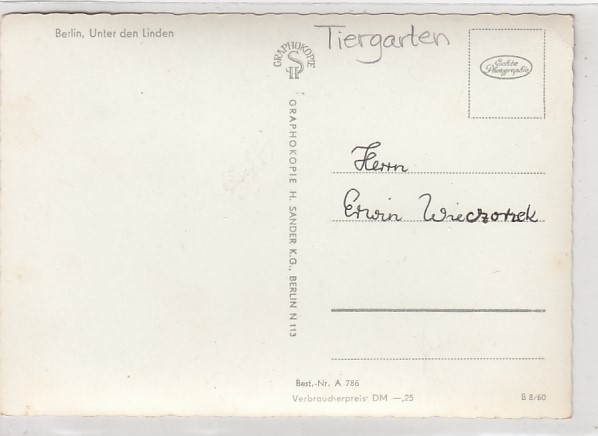 Berlin, Unter den Linden
Tiergarten
GRAPHOKOPIE
SH
GRAPHOKOPIE H. SANDER K.G., BERLIN N 113
Echte
Photographie
Herrn
Erwin Wieczorek
Best.-Nr. A 786
Verbraucherpreis DM —,25
B 8/60